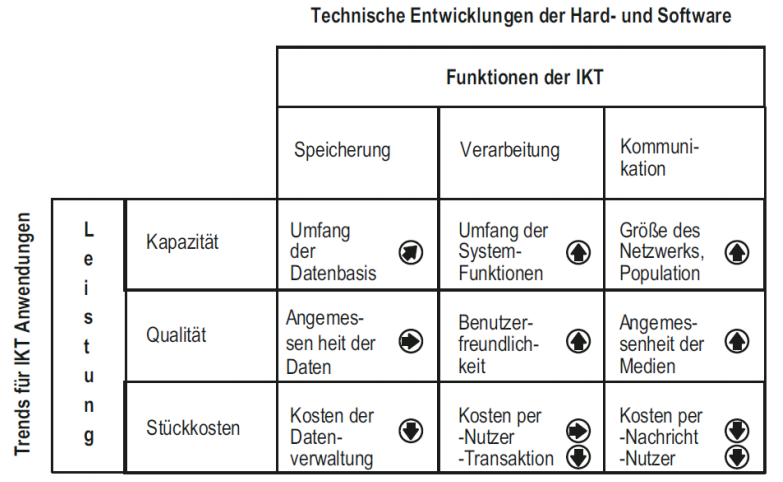 Technische Entwicklungen der Hard- und Software
Funktionen der IKT
Speicherung
Verarbeitung
Kommuni-
kation
Trends für IKT Anwendungen
Leistung
Kapazität
Umfang
der
Datenbasis
Umfang der
System-
Funktionen
Größe des
Netzwerks,
Population
Qualität
Angemes-
sen heit der
Daten
Benutzer-
freundlich-
keit
Angemes-
senheit der
Medien
Stückkosten
Kosten der
Daten-
verwaltung
Kosten per
-Nutzer
-Transaktion
Kosten per
-Nachricht
-Nutzer